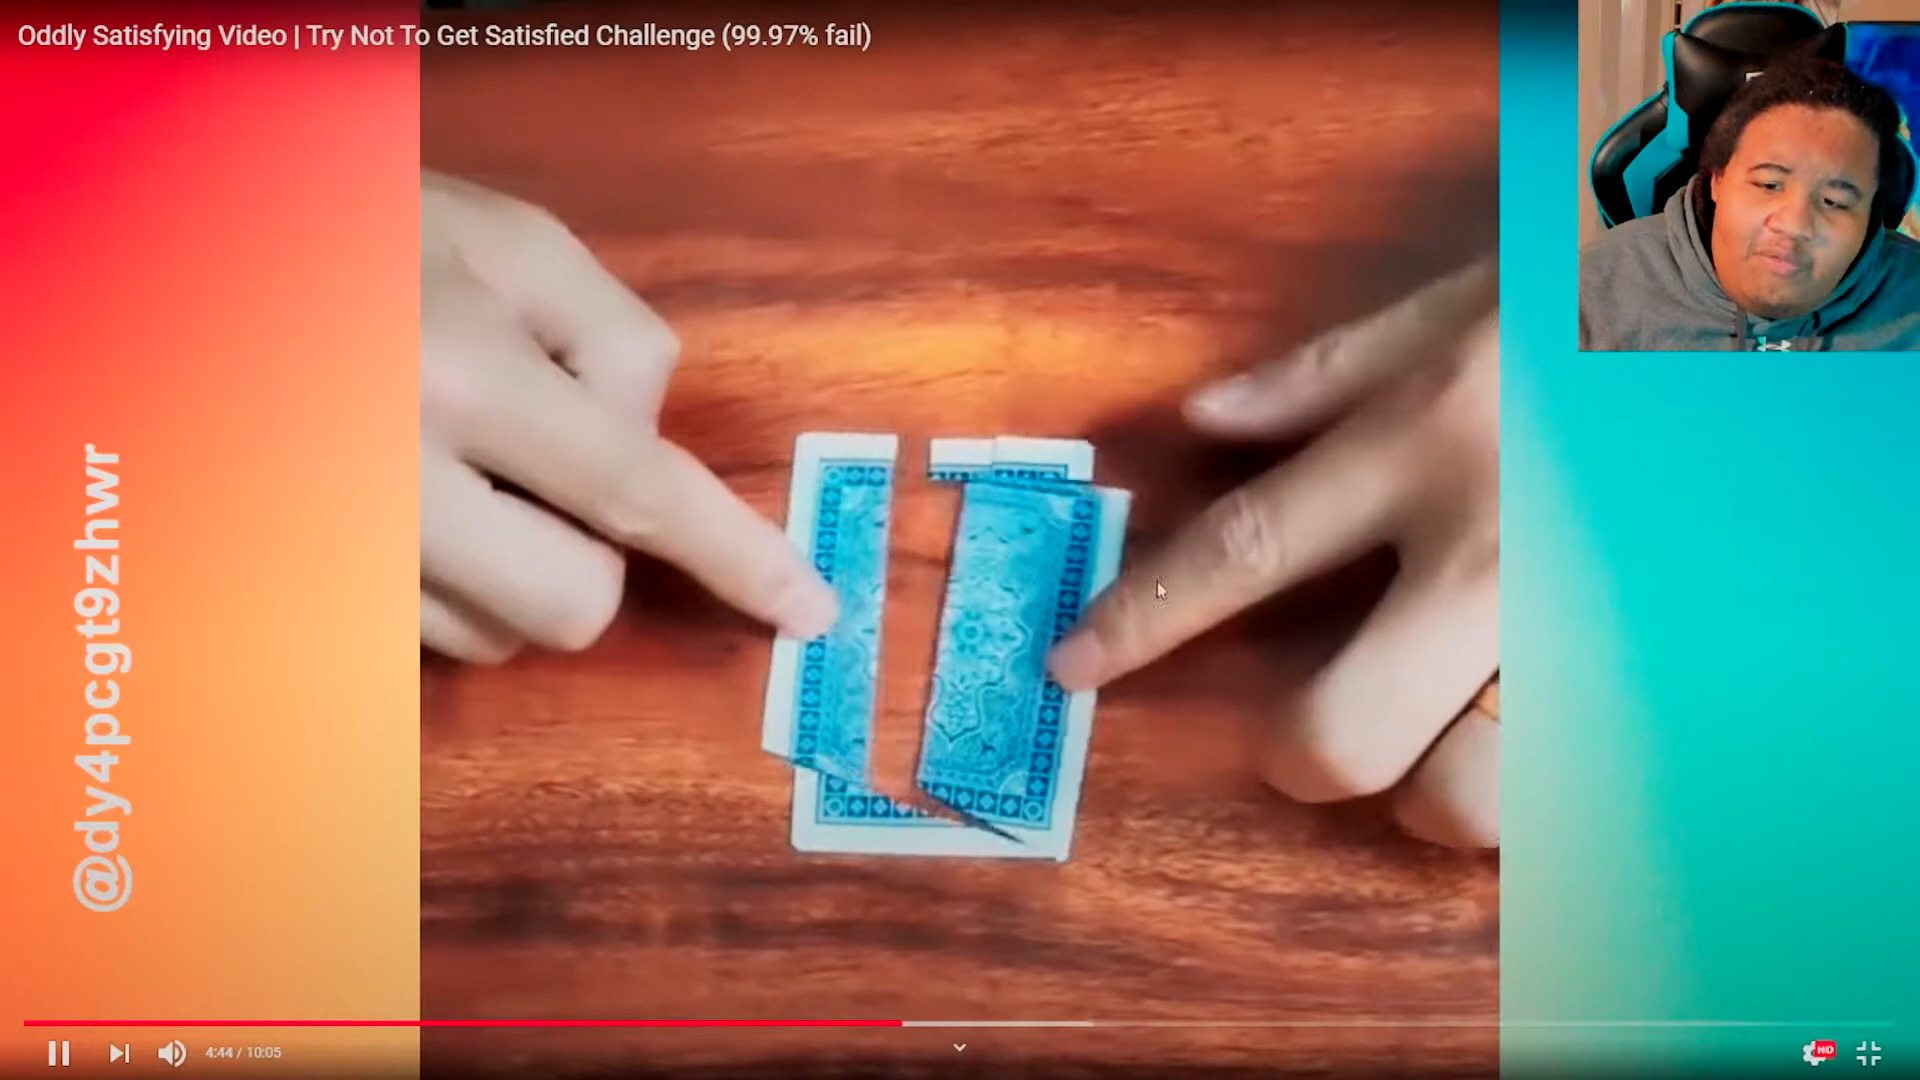 Oddly Satisfying Video | Try Not To Get Satisfied Challenge (99.97% fail)
@dy4pcgt9zhwr
4:44 / 10:05
HD